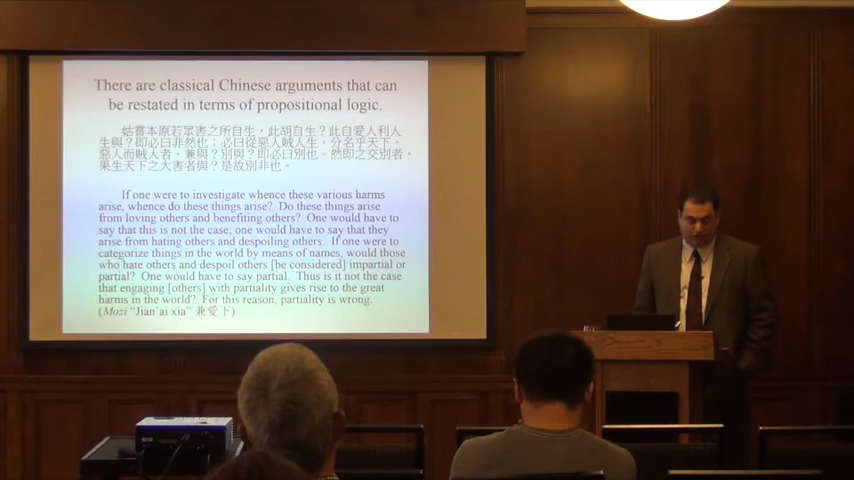 There are classical Chinese arguments that can
be restated in terms of propositional logic.
姑嘗本原若眾害之所自生，此胡自生？此自愛人利人
生與？即必曰非然也；必曰從惡人賊人生。分名乎天下，
惡人而賊人者，兼與？別與？即必曰別也。然即之交別者，
果生天下之大害者與？是故別非也。
If one were to investigate whence these various harms
arise, whence do these things arise? Do these things arise
from loving others and benefiting others? One would have to
say that this is not the case; one would have to say that they
arise from hating others and despoiling others. If one were to
categorize things in the world by means of names, would those
who hate others and despoil others [be considered] impartial or
partial? One would have to say partial. Thus is it not the case
that engaging [others] with partiality gives rise to the great
harms in the world? For this reason, partiality is wrong.
(Mozi "Jian'ai xia" 兼愛下)